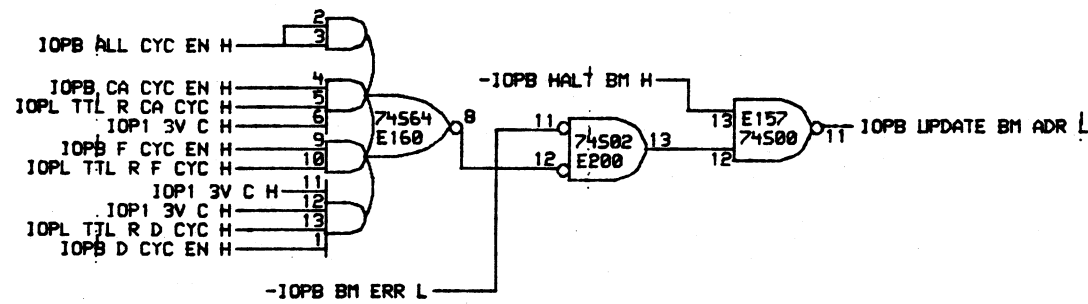 2
3
IOPB ALL CYC EN H
IOPB CA CYC EN H
4
IOPL TTL R CA CYC H
5
IOP1 3V C H
6
IOPB F CYC EN H
9
IOPL TTL R F CYC H
10
IOP1 3V C H
11
IOP1 3V C H
12
IOPL TTL R D CYC H
13
IOPB D CYC EN H
1
74S64
E160
8
-IOPB HALT BM H
11
12
74S02
E200
13
13
12
E157
74S00
11
IOPB UPDATE BM ADR L
-IOPB BM ERR L